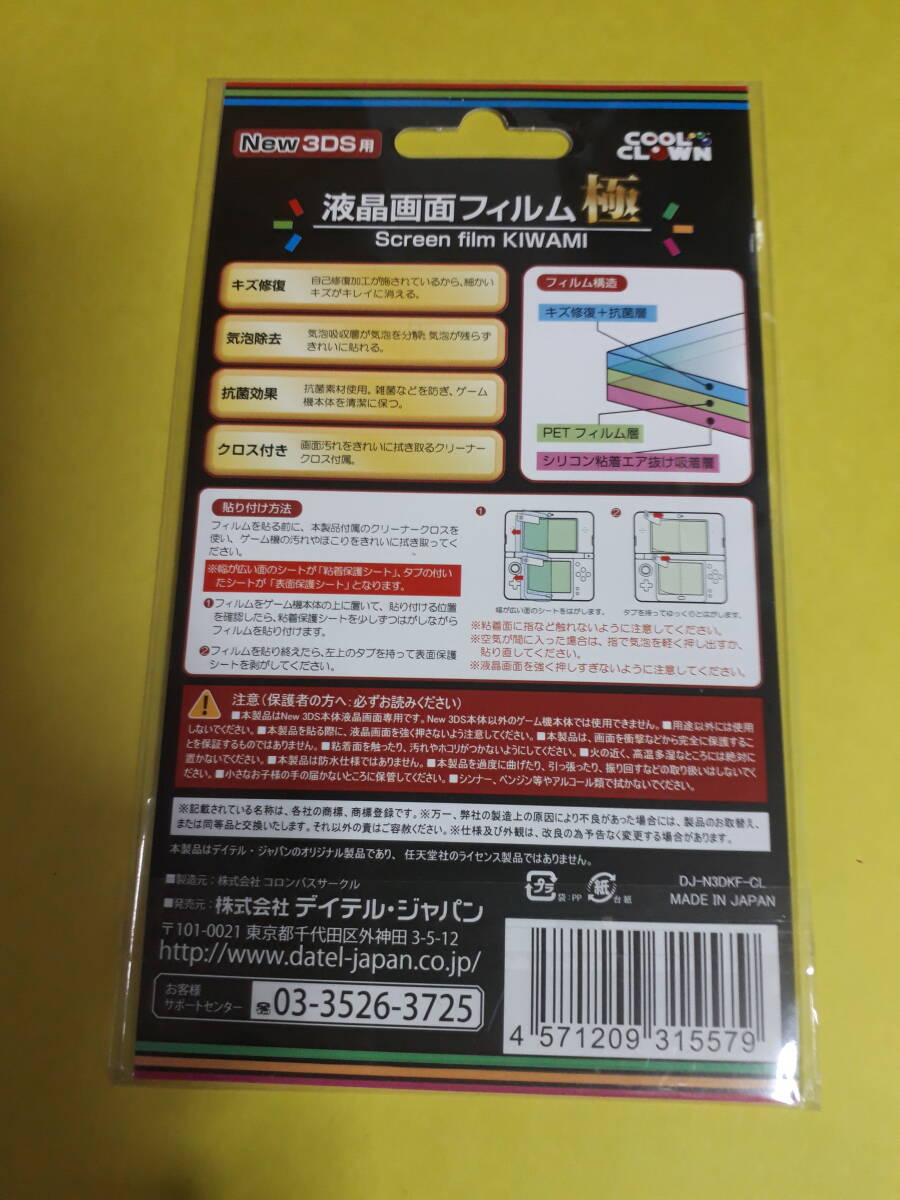 New 3DS用
COOL CLOWN
液晶画面フィルム極
Screen film KIWAMI
キズ修復
自己修復加工が施されているから、細かい
キズがキレイに消える。
気泡除去
気泡吸収層が気泡を分解。気泡が残らず
きれいに貼れる。
抗菌効果
抗菌素材使用。雑菌などを防ぎ、ゲーム
機本体を清潔に保つ。
クロス付き
画面汚れをきれいに拭き取るクリーナー
クロス付属。
フィルム構造
キズ修復+抗菌層
PET フィルム層
シリコン粘着エア抜け吸着層
貼り付け方法
フィルムを貼る前に、本製品付属のクリーナークロスを
使い、ゲーム機の汚れやほこりをきれいに拭き取ってく
ださい。
※幅が広い面のシートが「粘着保護シート」、タブの付い
たシートが「表面保護シート」となります。
❶フィルムをゲーム機本体の上に置いて、貼り付ける位置
を確認したら、粘着保護シートを少しずつはがしながら
フィルムを貼り付けます。
❷フィルムを貼り終えたら、左上のタブを持って表面保護
シートを剥がしてください。
❶
幅が広い面のシートをはがします。
❷
タブを持ってゆっくりとはがします。
※粘着面に指など触れないように注意してください。
※空気が間に入った場合は、指で気泡を軽く押し出すか、
貼り直してください。
※液晶画面を強く押しすぎないように注意してください。
注意(保護者の方へ:必ずお読みください)
■本製品はNew 3DS本体液晶画面専用です。New 3DS本体以外のゲーム機本体では使用できません。■用途以外には使用
しないでください。■本製品を貼る際に、液晶画面を強く押さないよう注意してください。■本製品は、画面を衝撃などから完全に保護するこ
とを保証するものではありません。■粘着面を触ったり、汚れやホコリがつかないようにしてください。■火の近く、高温多湿なところには絶対に
置かないでください。■本製品は防水仕様ではありません。■本製品を過度に曲げたり、引っ張ったり、振り回すなどの取り扱いはしないでく
ださい。■小さなお子様の手の届かないところに保管してください。■シンナー、ベンジン等やアルコール類で拭かないでください。
※記載されている名称は、各社の商標、商標登録です。※万一、弊社の製造上の原因により不良があった場合には、製品のお取替え、
または同等品と交換いたします。それ以外の責はご容赦ください。※仕様及び外観は、改良の為予告なく変更する場合があります。
本製品はデイテル・ジャパンのオリジナル製品であり、任天堂社のライセンス製品ではありません。
■製造元:株式会社 コロンバスサークル
■発売元:株式会社 デイテル・ジャパン
〒101-0021 東京都千代田区外神田 3-5-12
http://www.datel-japan.co.jp/
お客様
サポートセンター
03-3526-3725
プラ
袋:PP
紙
台紙
DJ-N3DKF-CL
MADE IN JAPAN
4 571209 315579